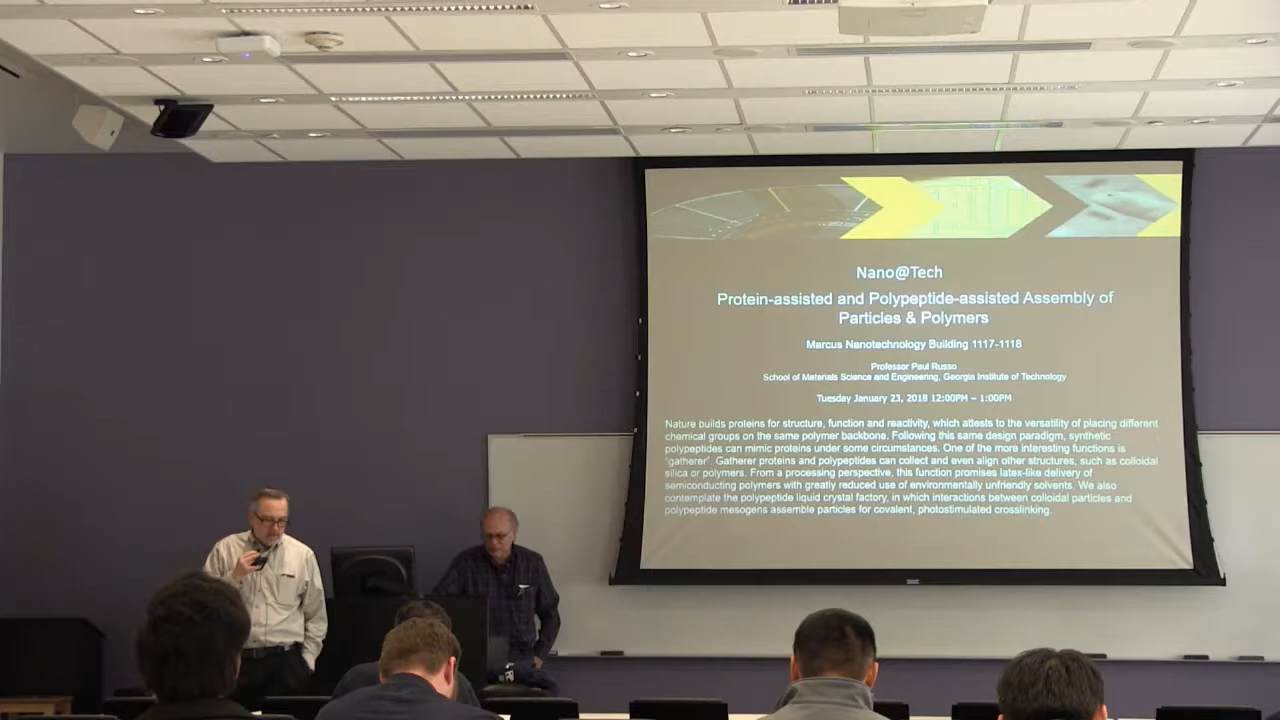 Nano@Tech
Protein-assisted and Polypeptide-assisted Assembly of
Particles & Polymers
Marcus Nanotechnology Building 1117-1118
Professor Paul Russo
School of Materials Science and Engineering, Georgia Institute of Technology
Tuesday January 23, 2018 12:00PM – 1:00PM
Nature builds proteins for structure, function and reactivity, which attests to the versatility of placing different
chemical groups on the same polymer backbone. Following this same design paradigm, synthetic
polypeptides can mimic proteins under some circumstances. One of the more interesting functions is
"gatherer". Gatherer proteins and polypeptides can collect and even align other structures, such as colloidal
silica or polymers. From a processing perspective, this function promises latex-like delivery of
semiconducting polymers with greatly reduced use of environmentally unfriendly solvents. We also
contemplate the polypeptide liquid crystal factory, in which interactions between colloidal particles and
polypeptide mesogens assemble particles for covalent, photostimulated crosslinking.